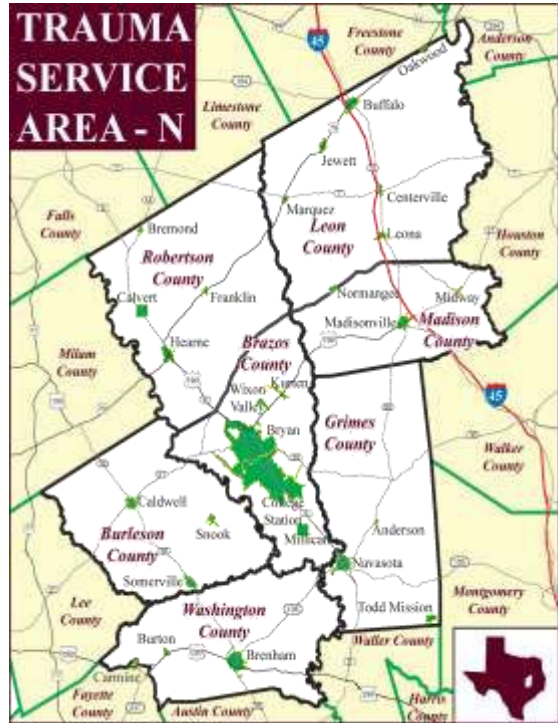 TRAUMA
SERVICE
AREA - N
45
Freestone
County
Anderson
County
Oakwood
Limestone
County
Buffalo
Jewett
Centerville
Falls
County
Bremond
Marquez
Leon
County
Leona
Houston
County
Robertson
County
Calvert
Franklin
Normangee
Midway
Madisonville
Madison
County
Hearne
Brazos
County
Milam
County
Kurten
Wixon
Valley
45
Bryan
Grimes
County
Walker
County
Caldwell
College
Station
Snook
Millican
Anderson
Burleson
County
Navasota
Somerville
Lee
County
Washington
County
Todd Mission
Montgomery
County
Burton
Brenham
Waller County
Carmine
Fayette
County
Austin County
Harris
County